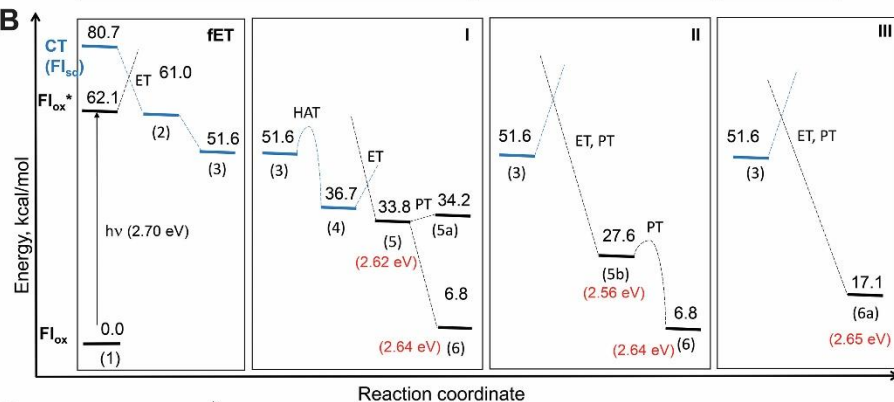 B
Energy, kcal/mol
Reaction coordinate
fET
80.7
CT
(Flsq)
ET
61.0
Flox*
62.1
(2)
51.6
(3)
hν (2.70 eV)
Flox
0.0
(1)
I
HAT
51.6
(3)
ET
36.7
(4)
33.8
PT
34.2
(5)
(5a)
(2.62 eV)
6.8
(2.64 eV)
(6)
II
51.6
(3)
ET, PT
27.6
PT
(5b)
(2.56 eV)
6.8
(2.64 eV)
(6)
III
51.6
(3)
ET, PT
17.1
(6a)
(2.65 eV)